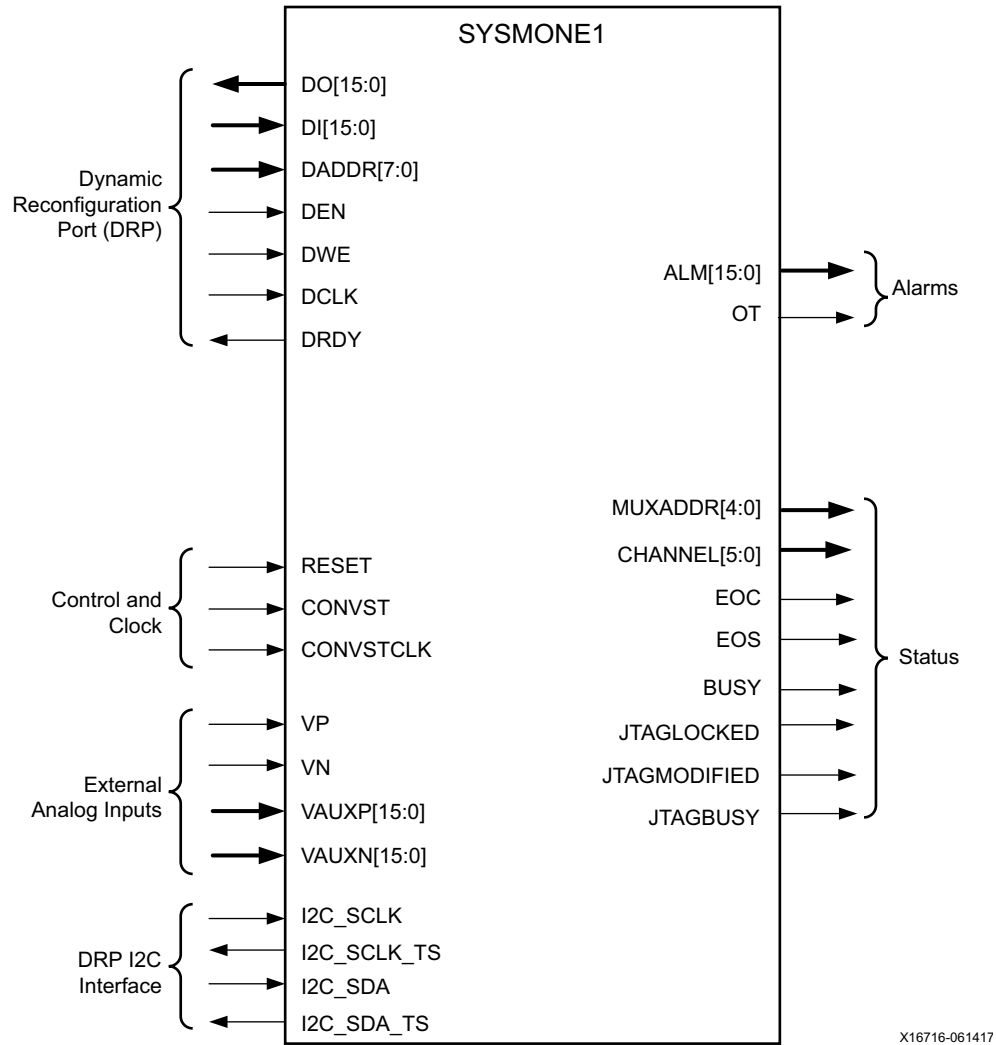 SYSMONE1
Dynamic
Reconfiguration
Port (DRP)
DO[15:0]
DI[15:0]
DADDR[7:0]
DEN
DWE
DCLK
DRDY
ALM[15:0]
OT
Alarms
Control and
Clock
RESET
CONVST
CONVSTCLK
External
Analog Inputs
VP
VN
VAUXP[15:0]
VAUXN[15:0]
DRP I2C
Interface
I2C_SCLK
I2C_SCLK_TS
I2C_SDA
I2C_SDA_TS
MUXADDR[4:0]
CHANNEL[5:0]
EOC
EOS
BUSY
JTAGLOCKED
JTAGMODIFIED
JTAGBUSY
Status
X16716-061417